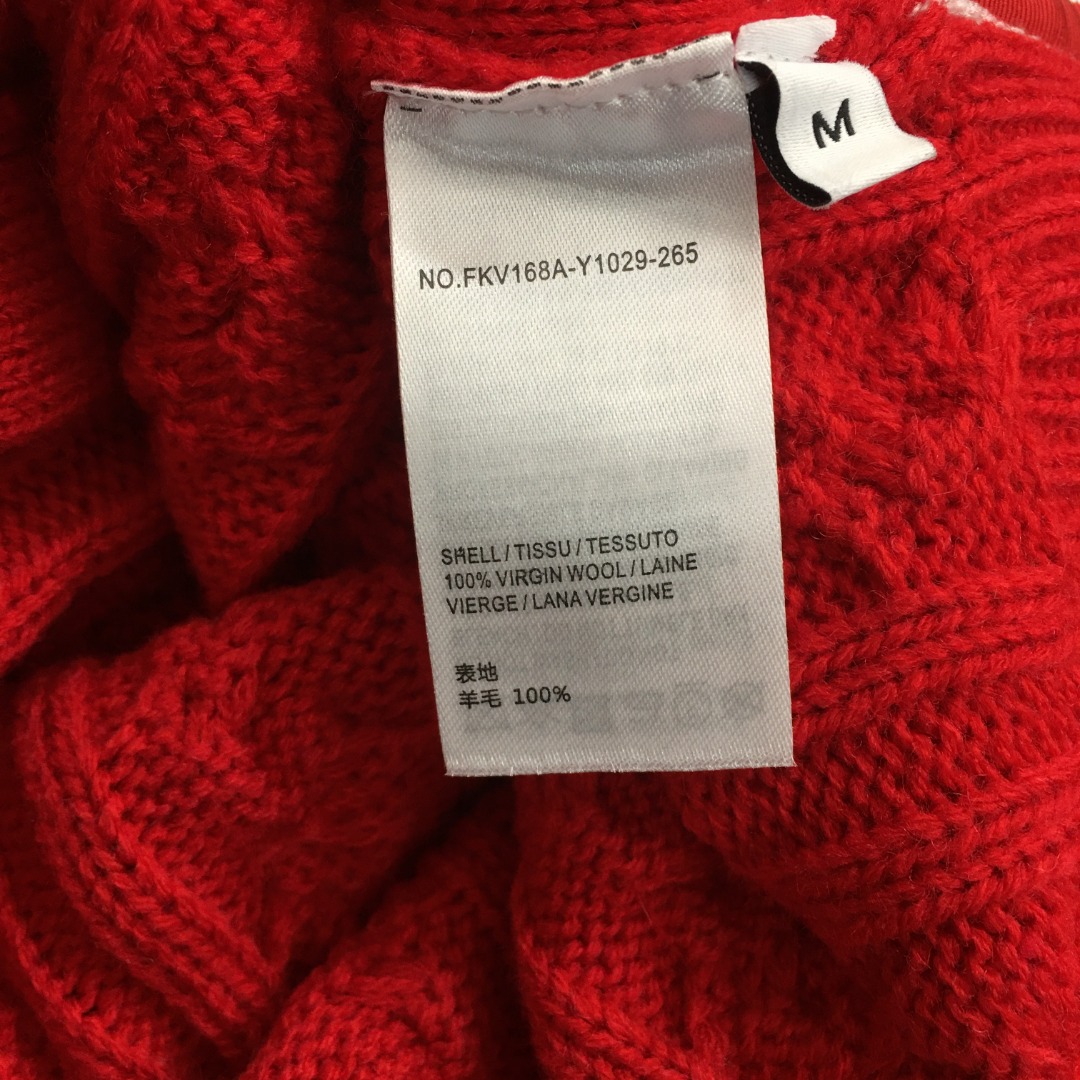 M
NO.FKV168A-Y1029-265
SHELL / TISSU / TESSUTO
100% VIRGIN WOOL / LAINE
VIERGE / LANA VERGINE
表地
羊毛 100%